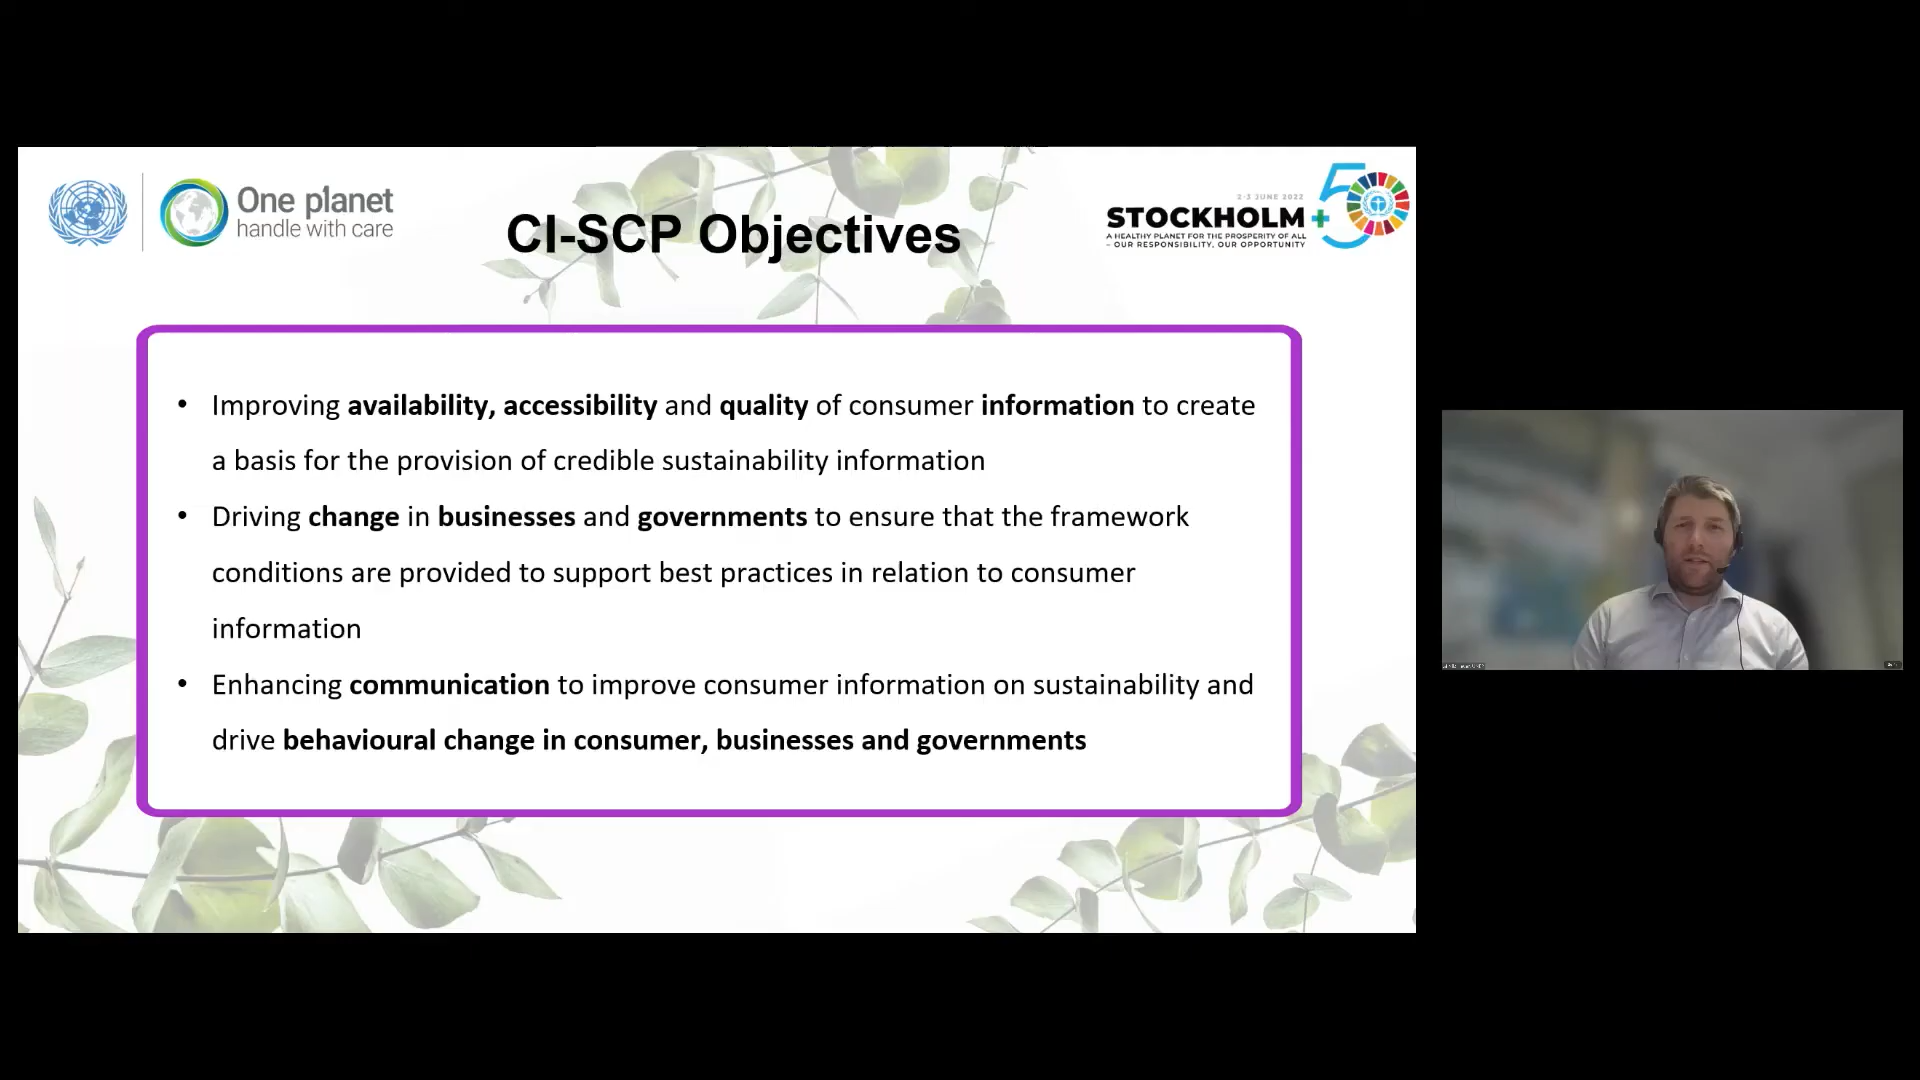 One planet
handle with care
CI-SCP Objectives
2-3 JUNE 2022
STOCKHOLM+50
A HEALTHY PLANET FOR THE PROSPERITY OF ALL
– OUR RESPONSIBILITY, OUR OPPORTUNITY
• Improving availability, accessibility and quality of consumer information to create
a basis for the provision of credible sustainability information
• Driving change in businesses and governments to ensure that the framework
conditions are provided to support best practices in relation to consumer
information
• Enhancing communication to improve consumer information on sustainability and
drive behavioural change in consumer, businesses and governments